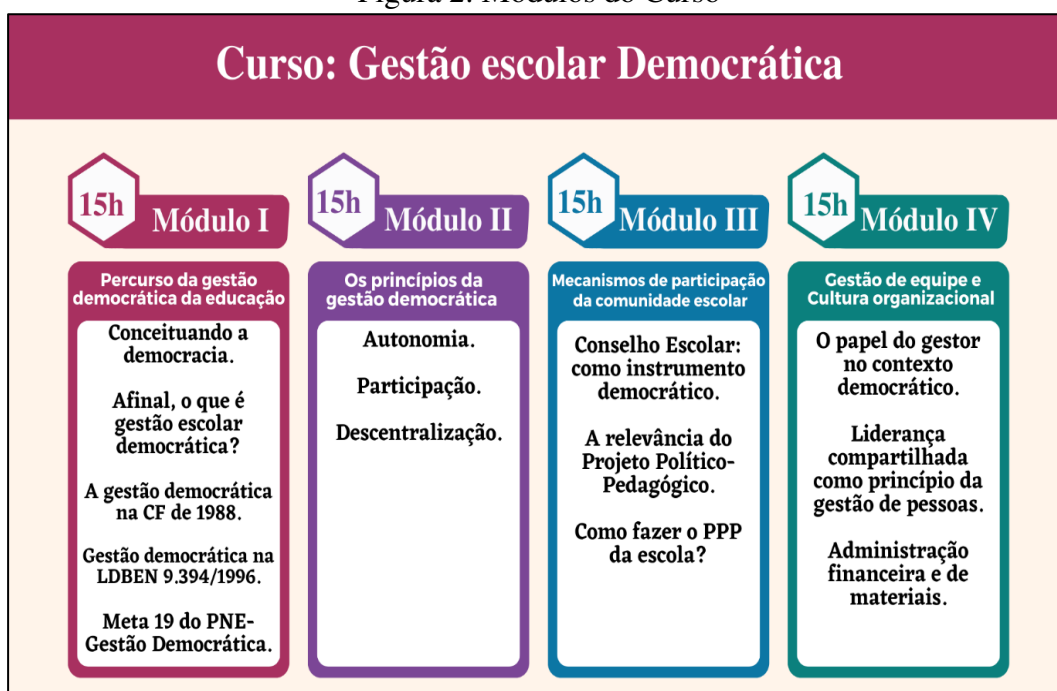 Figura 2: Módulos do Curso
Curso: Gestão escolar Democrática
15h
Módulo I
Percurso da gestão
democrática da educação
Conceituando a
democracia.
Afinal, o que é
gestão escolar
democrática?
A gestão democrática
na CF de 1988.
Gestão democrática na
LDBEN 9.394/1996.
Meta 19 do PNE-
Gestão Democrática.
15h
Módulo II
Os princípios da
gestão democrática
Autonomia.
Participação.
Descentralização.
15h
Módulo III
Mecanismos de participação
da comunidade escolar
Conselho Escolar:
como instrumento
democrático.
A relevância do
Projeto Político-
Pedagógico.
Como fazer o PPP
da escola?
15h
Módulo IV
Gestão de equipe e
Cultura organizacional
O papel do gestor
no contexto
democrático.
Liderança
compartilhada
como princípio da
gestão de pessoas.
Administração
financeira e de
materiais.